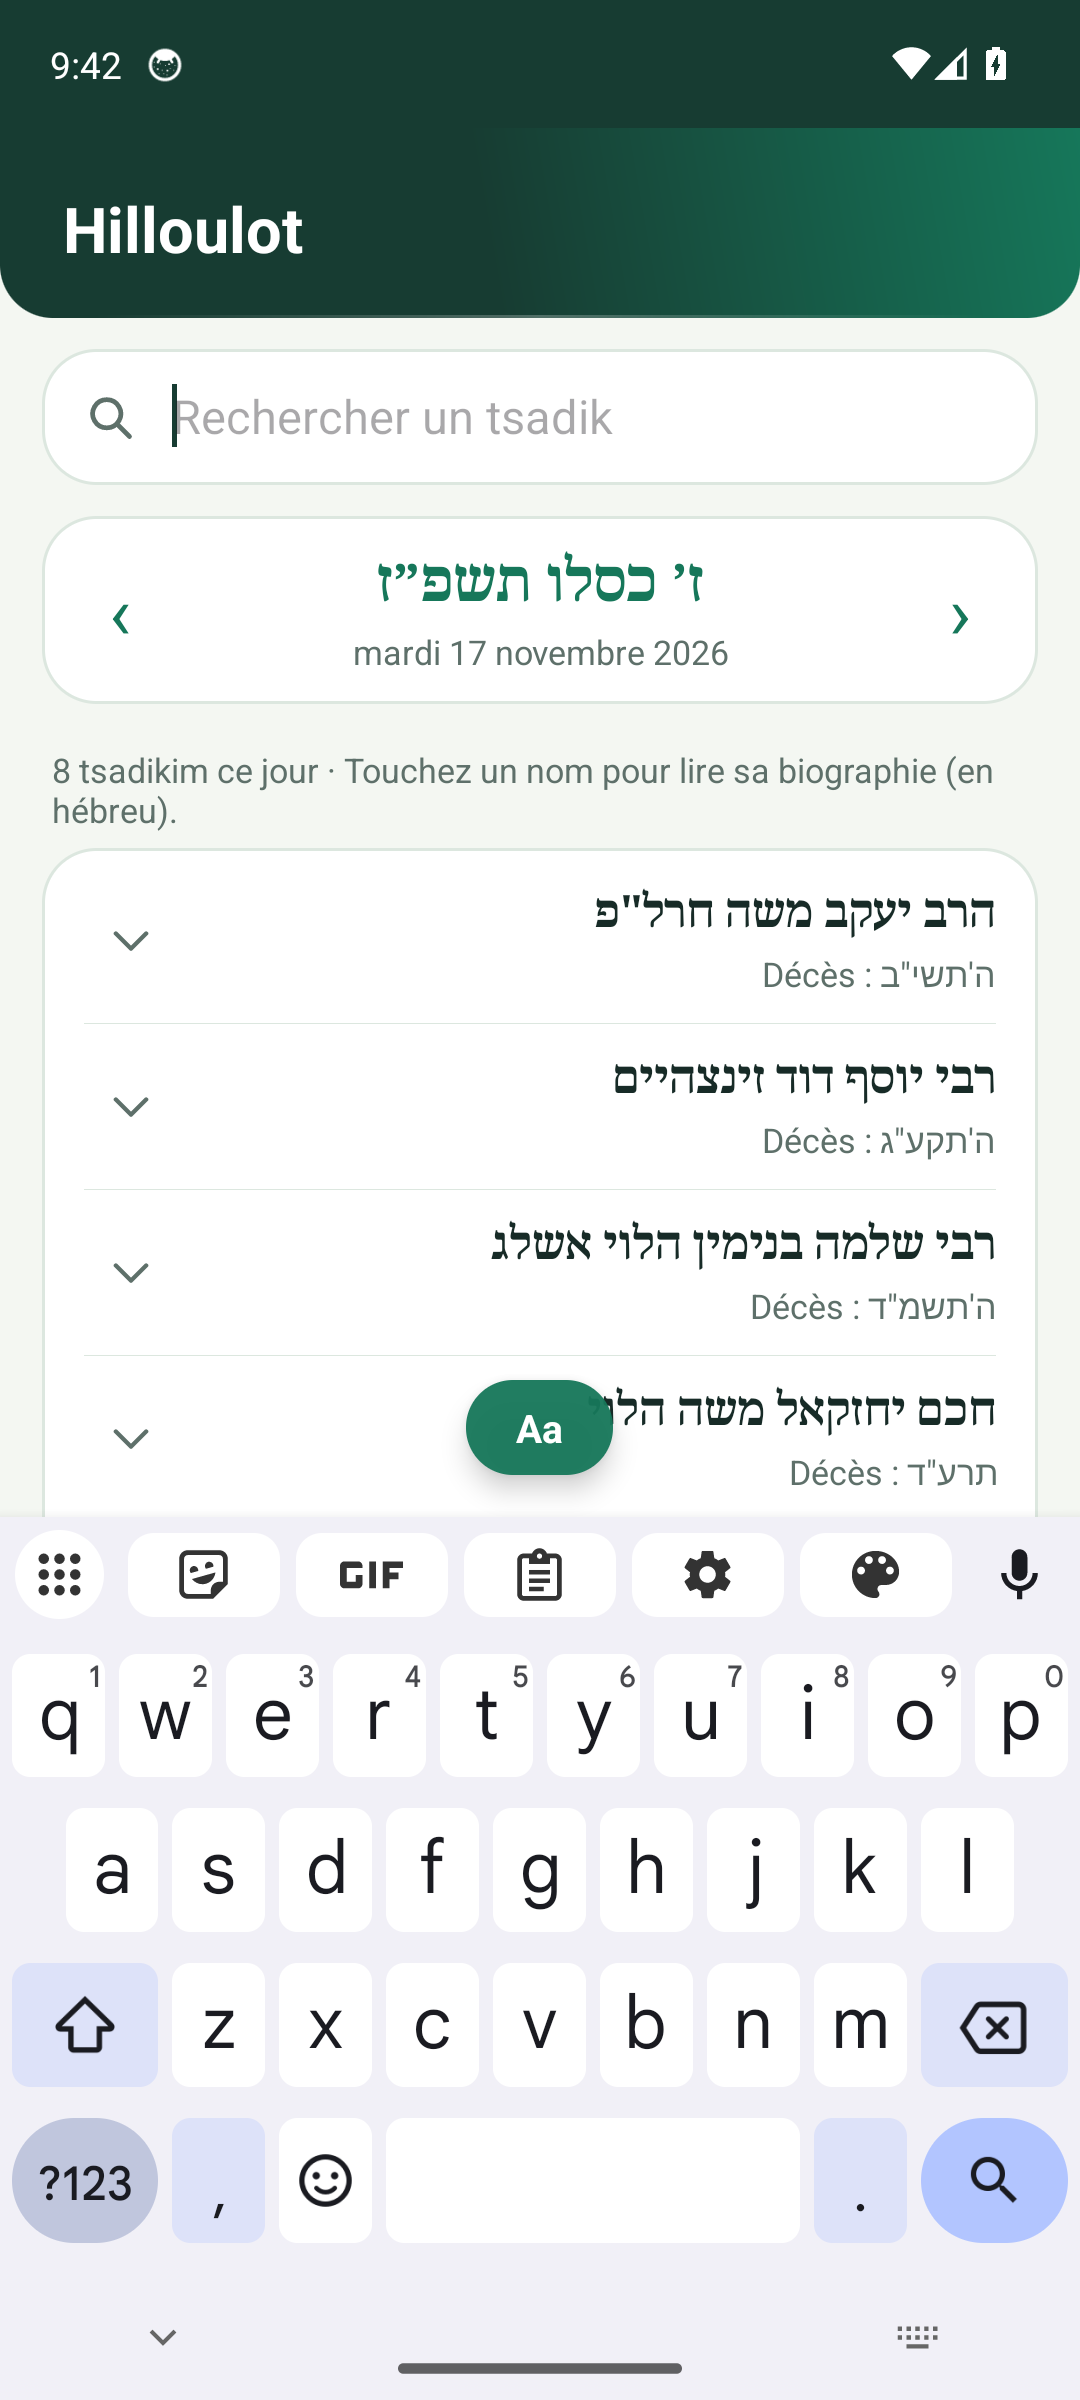 9:42
Hilloulot
Rechercher un tsadik
ז׳ כסלו תשפ״ז
mardi 17 novembre 2026
8 tsadikim ce jour · Touchez un nom pour lire sa biographie (en
hébreu).
הרב יעקב משה חרל"פ
Décès : ה'תשי"ב
רבי יוסף דוד זינצהיים
Décès : ה'תקע"ג
רבי שלמה בנימין הלוי אשלג
Décès : ה'תשמ"ד
חכם יחזקאל משה הלוי
Décès : תרע"ד
Aa
GIF
1 2 3 4 5 6 7 8 9 0
q w e r t y u i o p
a s d f g h j k l
z x c v b n m
?123 , .